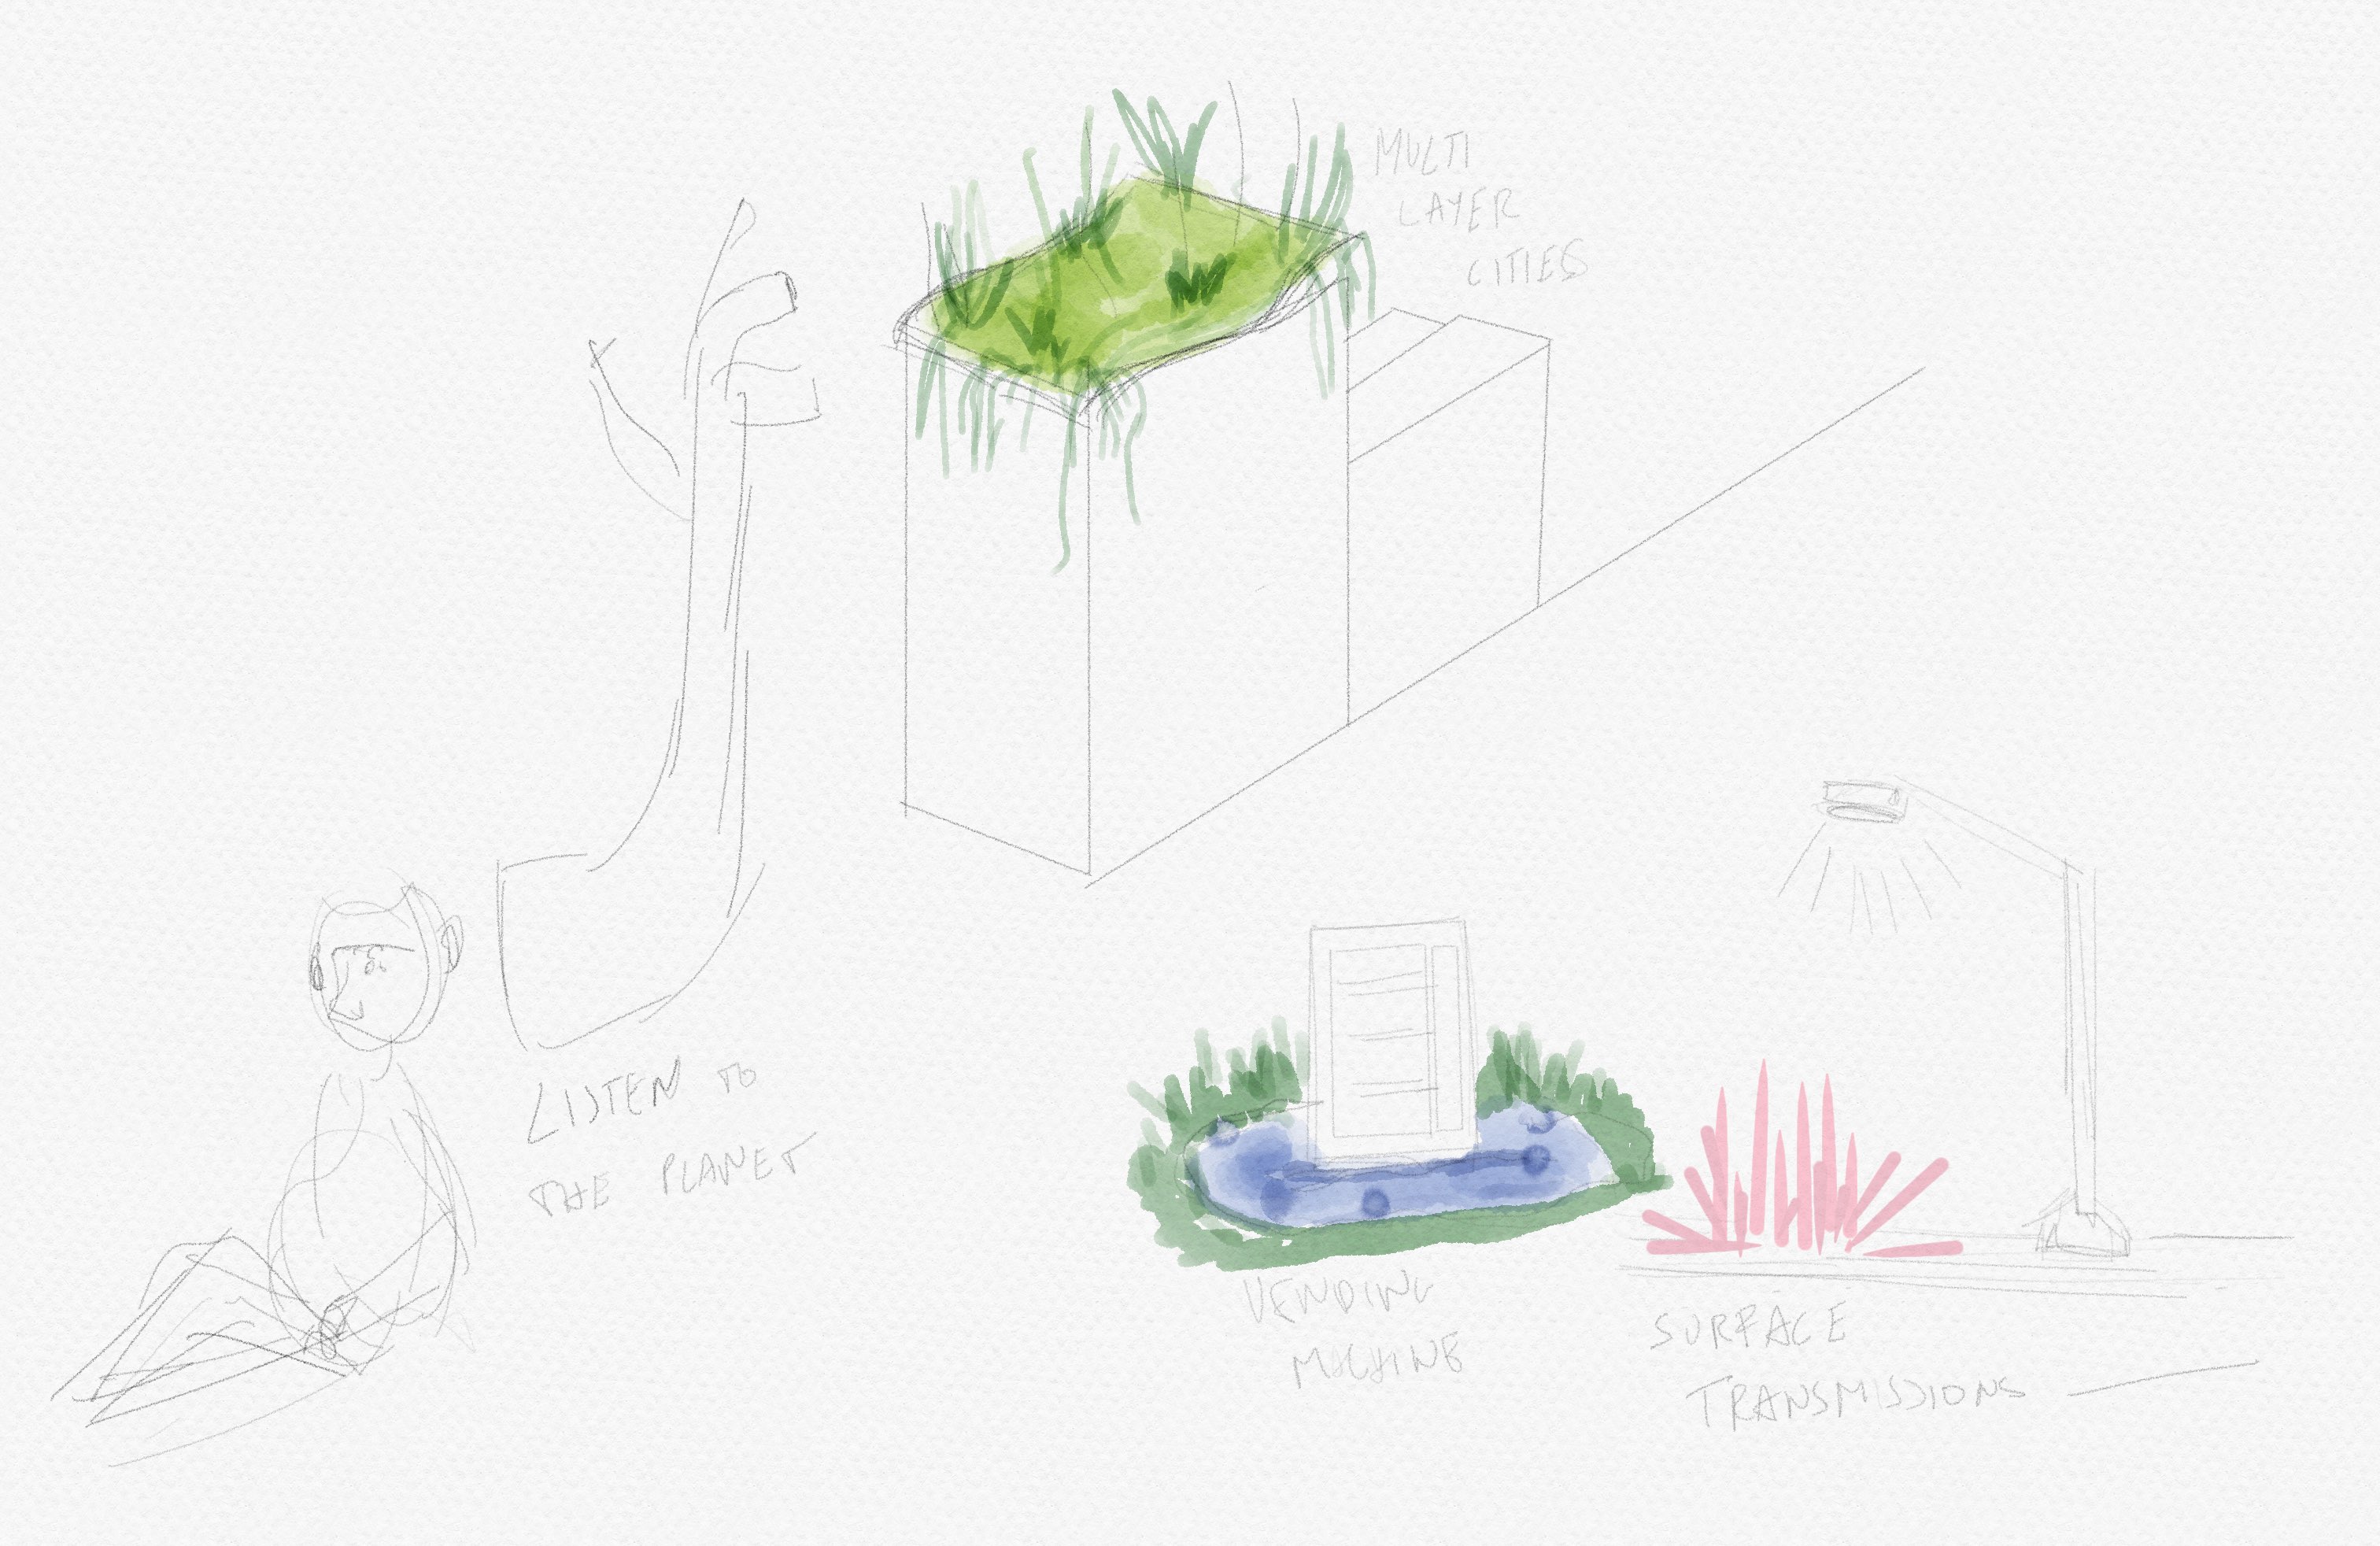 MULTI
LAYER
CITIES
LISTEN TO
THE PLANET
VENDING
MACHINE
SURFACE
TRANSMISSIONS